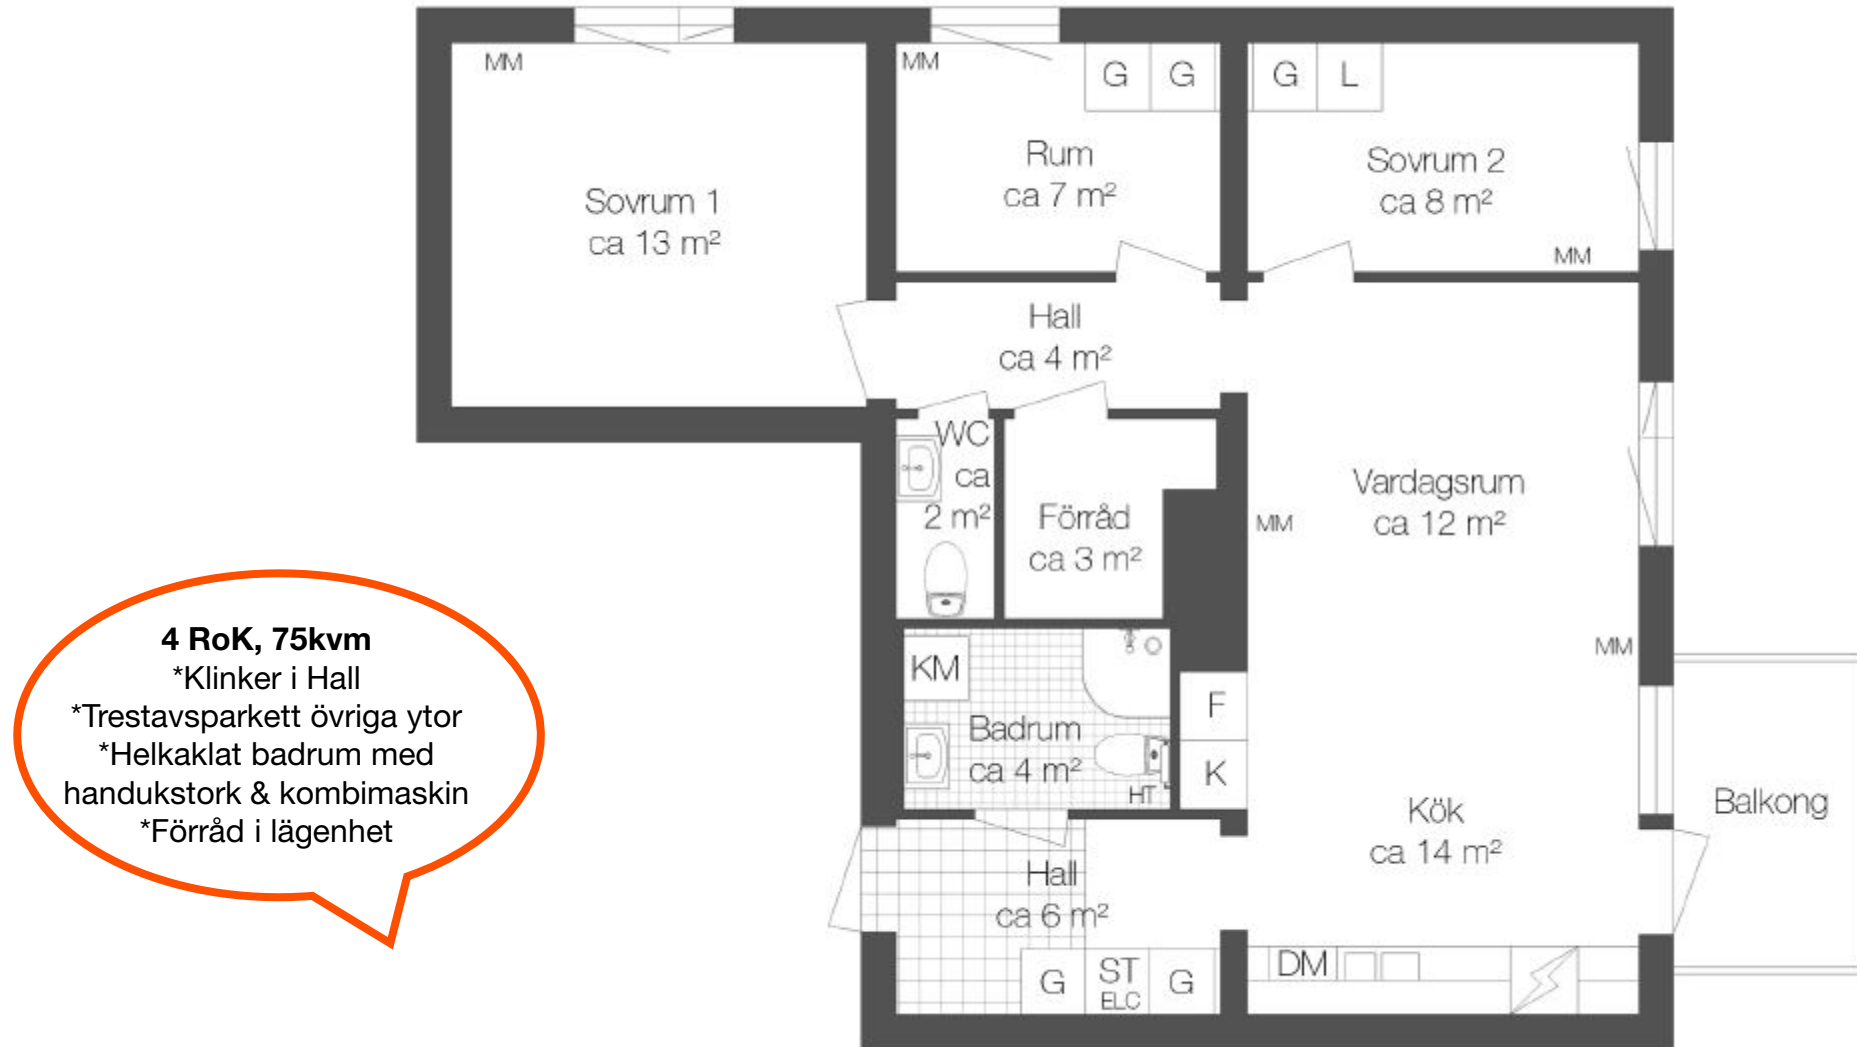 MM
MM
G
G
G
L
Rum
ca 7 m²
Sovrum 2
ca 8 m²
Sovrum 1
ca 13 m²
MM
Hall
ca 4 m²
WC
ca
2 m²
Förråd
ca 3 m²
Vardagsrum
ca 12 m²
MM
MM
4 RoK, 75kvm
*Klinker i Hall
*Trestavsparkett övriga ytor
*Helkaklat badrum med
handukstork & kombimaskin
*Förråd i lägenhet
KM
F
Badrum
ca 4 m²
K
HT
Kök
ca 14 m²
Balkong
Hall
ca 6 m²
G
ST
ELC
G
DM